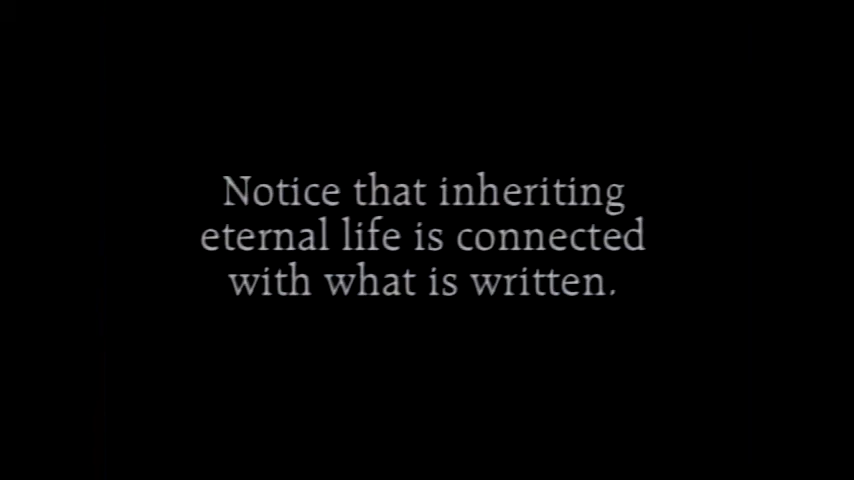 Notice that inheriting
eternal life is connected
with what is written.